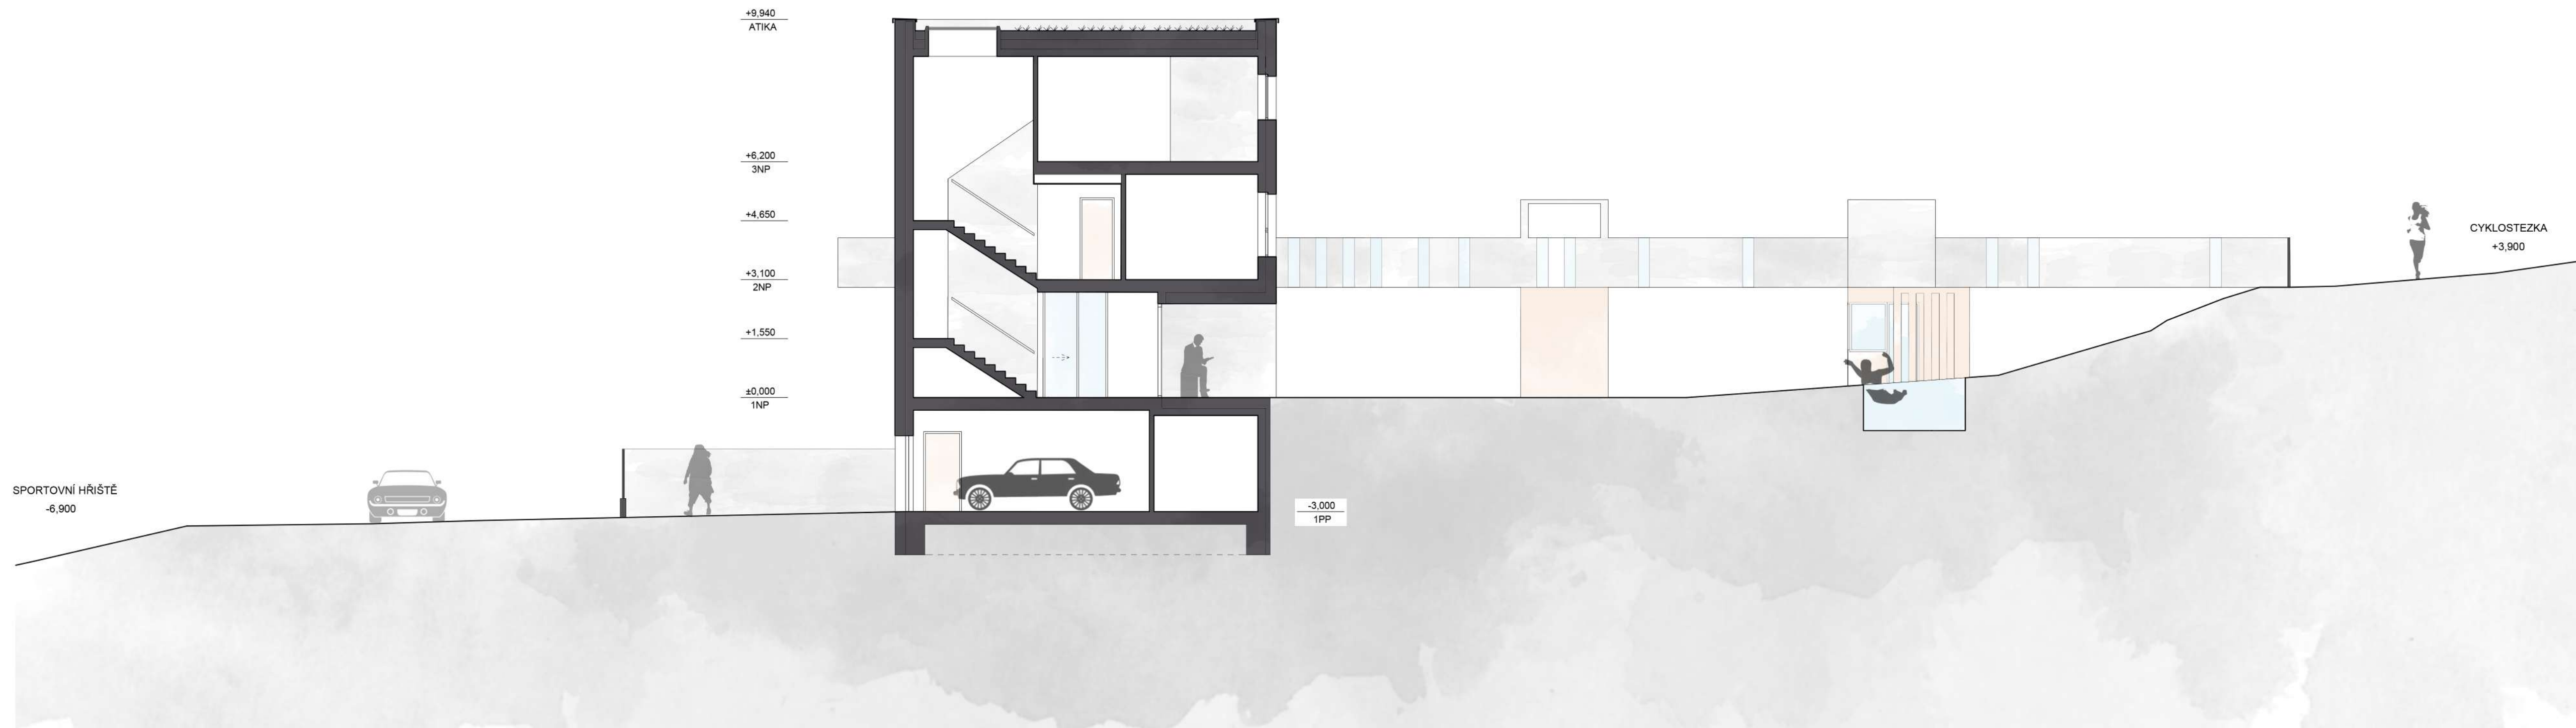 +9,940
ATIKA
+6,200
3NP
+4,650
+3,100
2NP
+1,550
±0,000
1NP
SPORTOVNÍ HŘIŠTĚ
-6,900
-3,000
1PP
CYKLOSTEZKA
+3,900